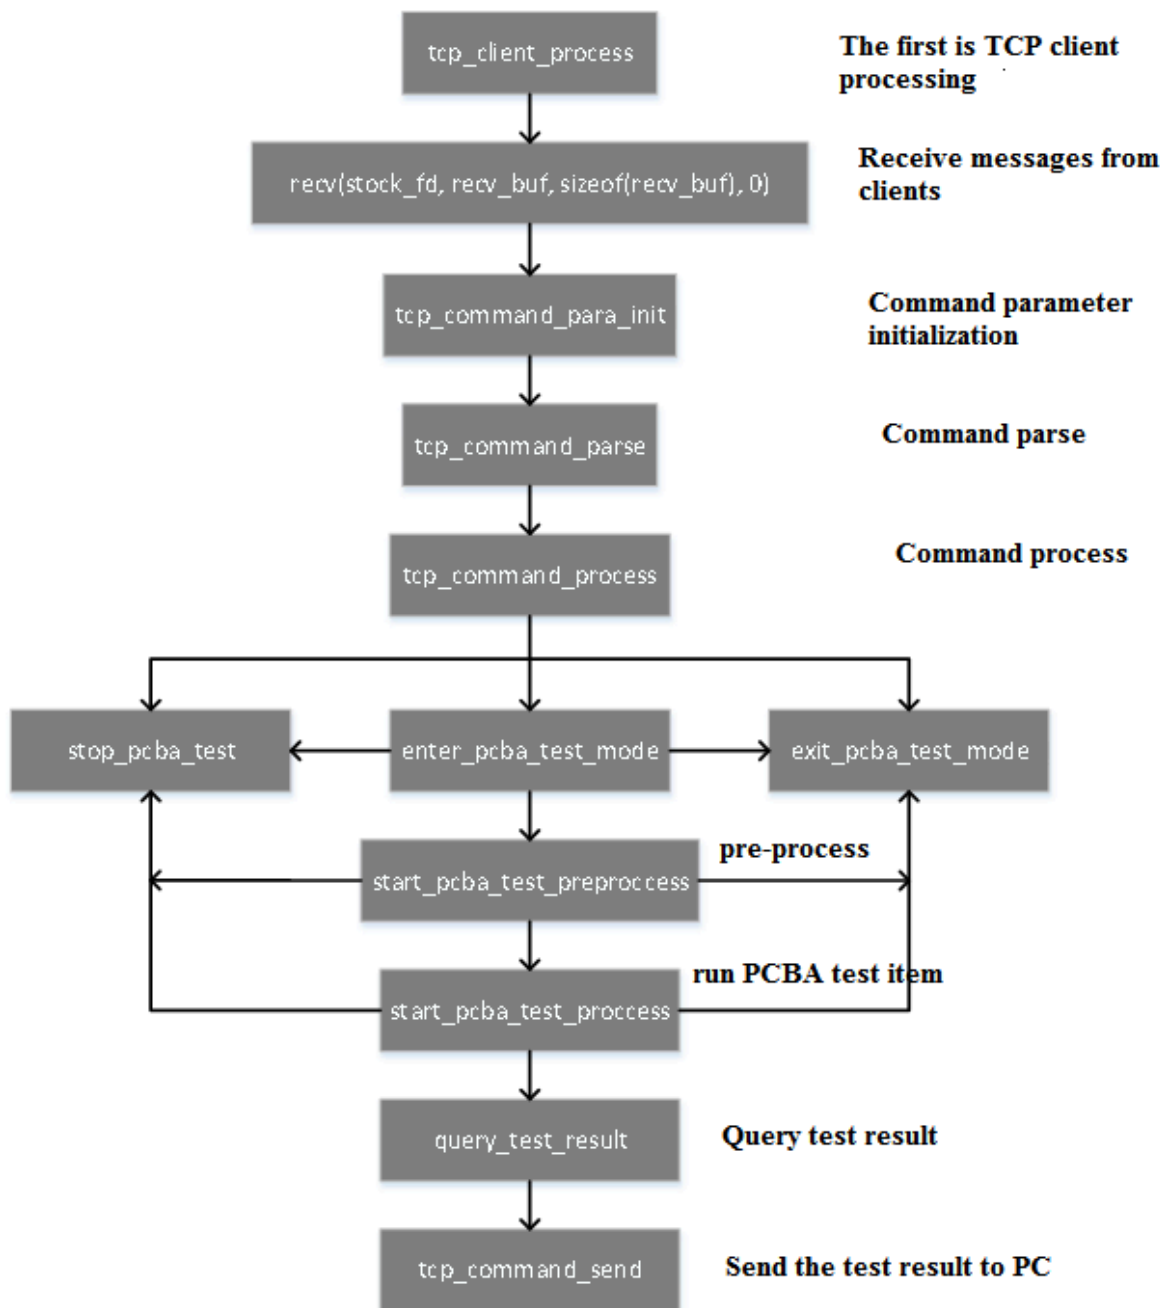 tcp_client_process
The first is TCP client
processing
recv(stock_fd, recv_buf, sizeof(recv_buf), 0)
Receive messages from
clients
tcp_command_para_init
Command parameter
initialization
tcp_command_parse
Command parse
tcp_command_process
Command process
stop_pcba_test
enter_pcba_test_mode
exit_pcba_test_mode
pre-process
start_pcba_test_preproccess
run PCBA test item
start_pcba_test_proccess
query_test_result
Query test result
tcp_command_send
Send the test result to PC